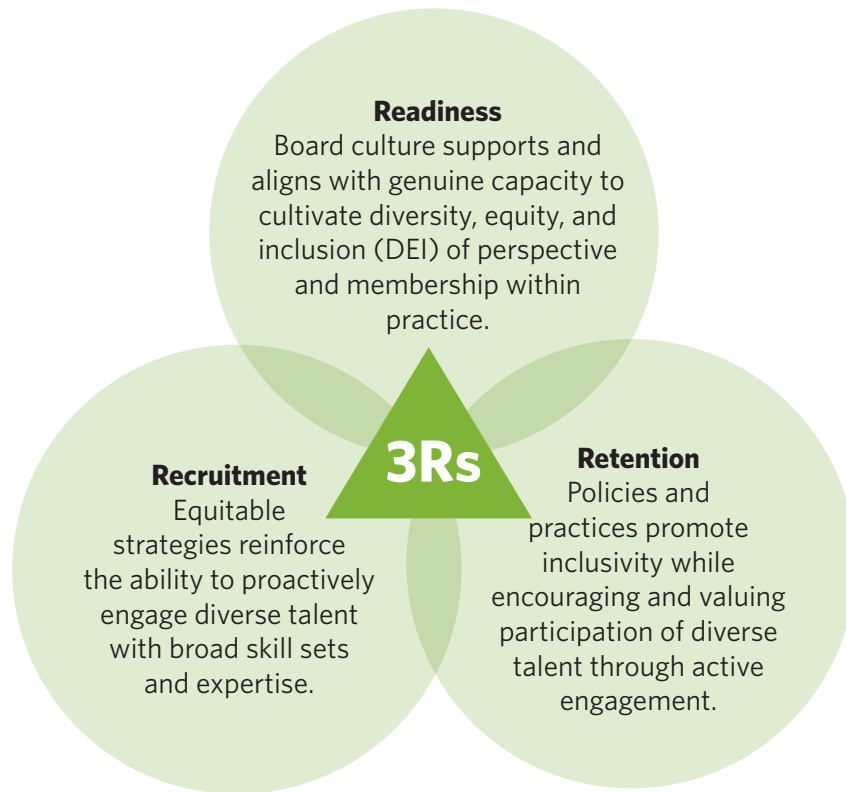 Readiness
Board culture supports and
aligns with genuine capacity to
cultivate diversity, equity, and
inclusion (DEI) of perspective
and membership within
practice.
3Rs
Recruitment
Equitable
strategies reinforce
the ability to proactively
engage diverse talent
with broad skill sets
and expertise.
Retention
Policies and
practices promote
inclusivity while
encouraging and valuing
participation of diverse
talent through active
engagement.